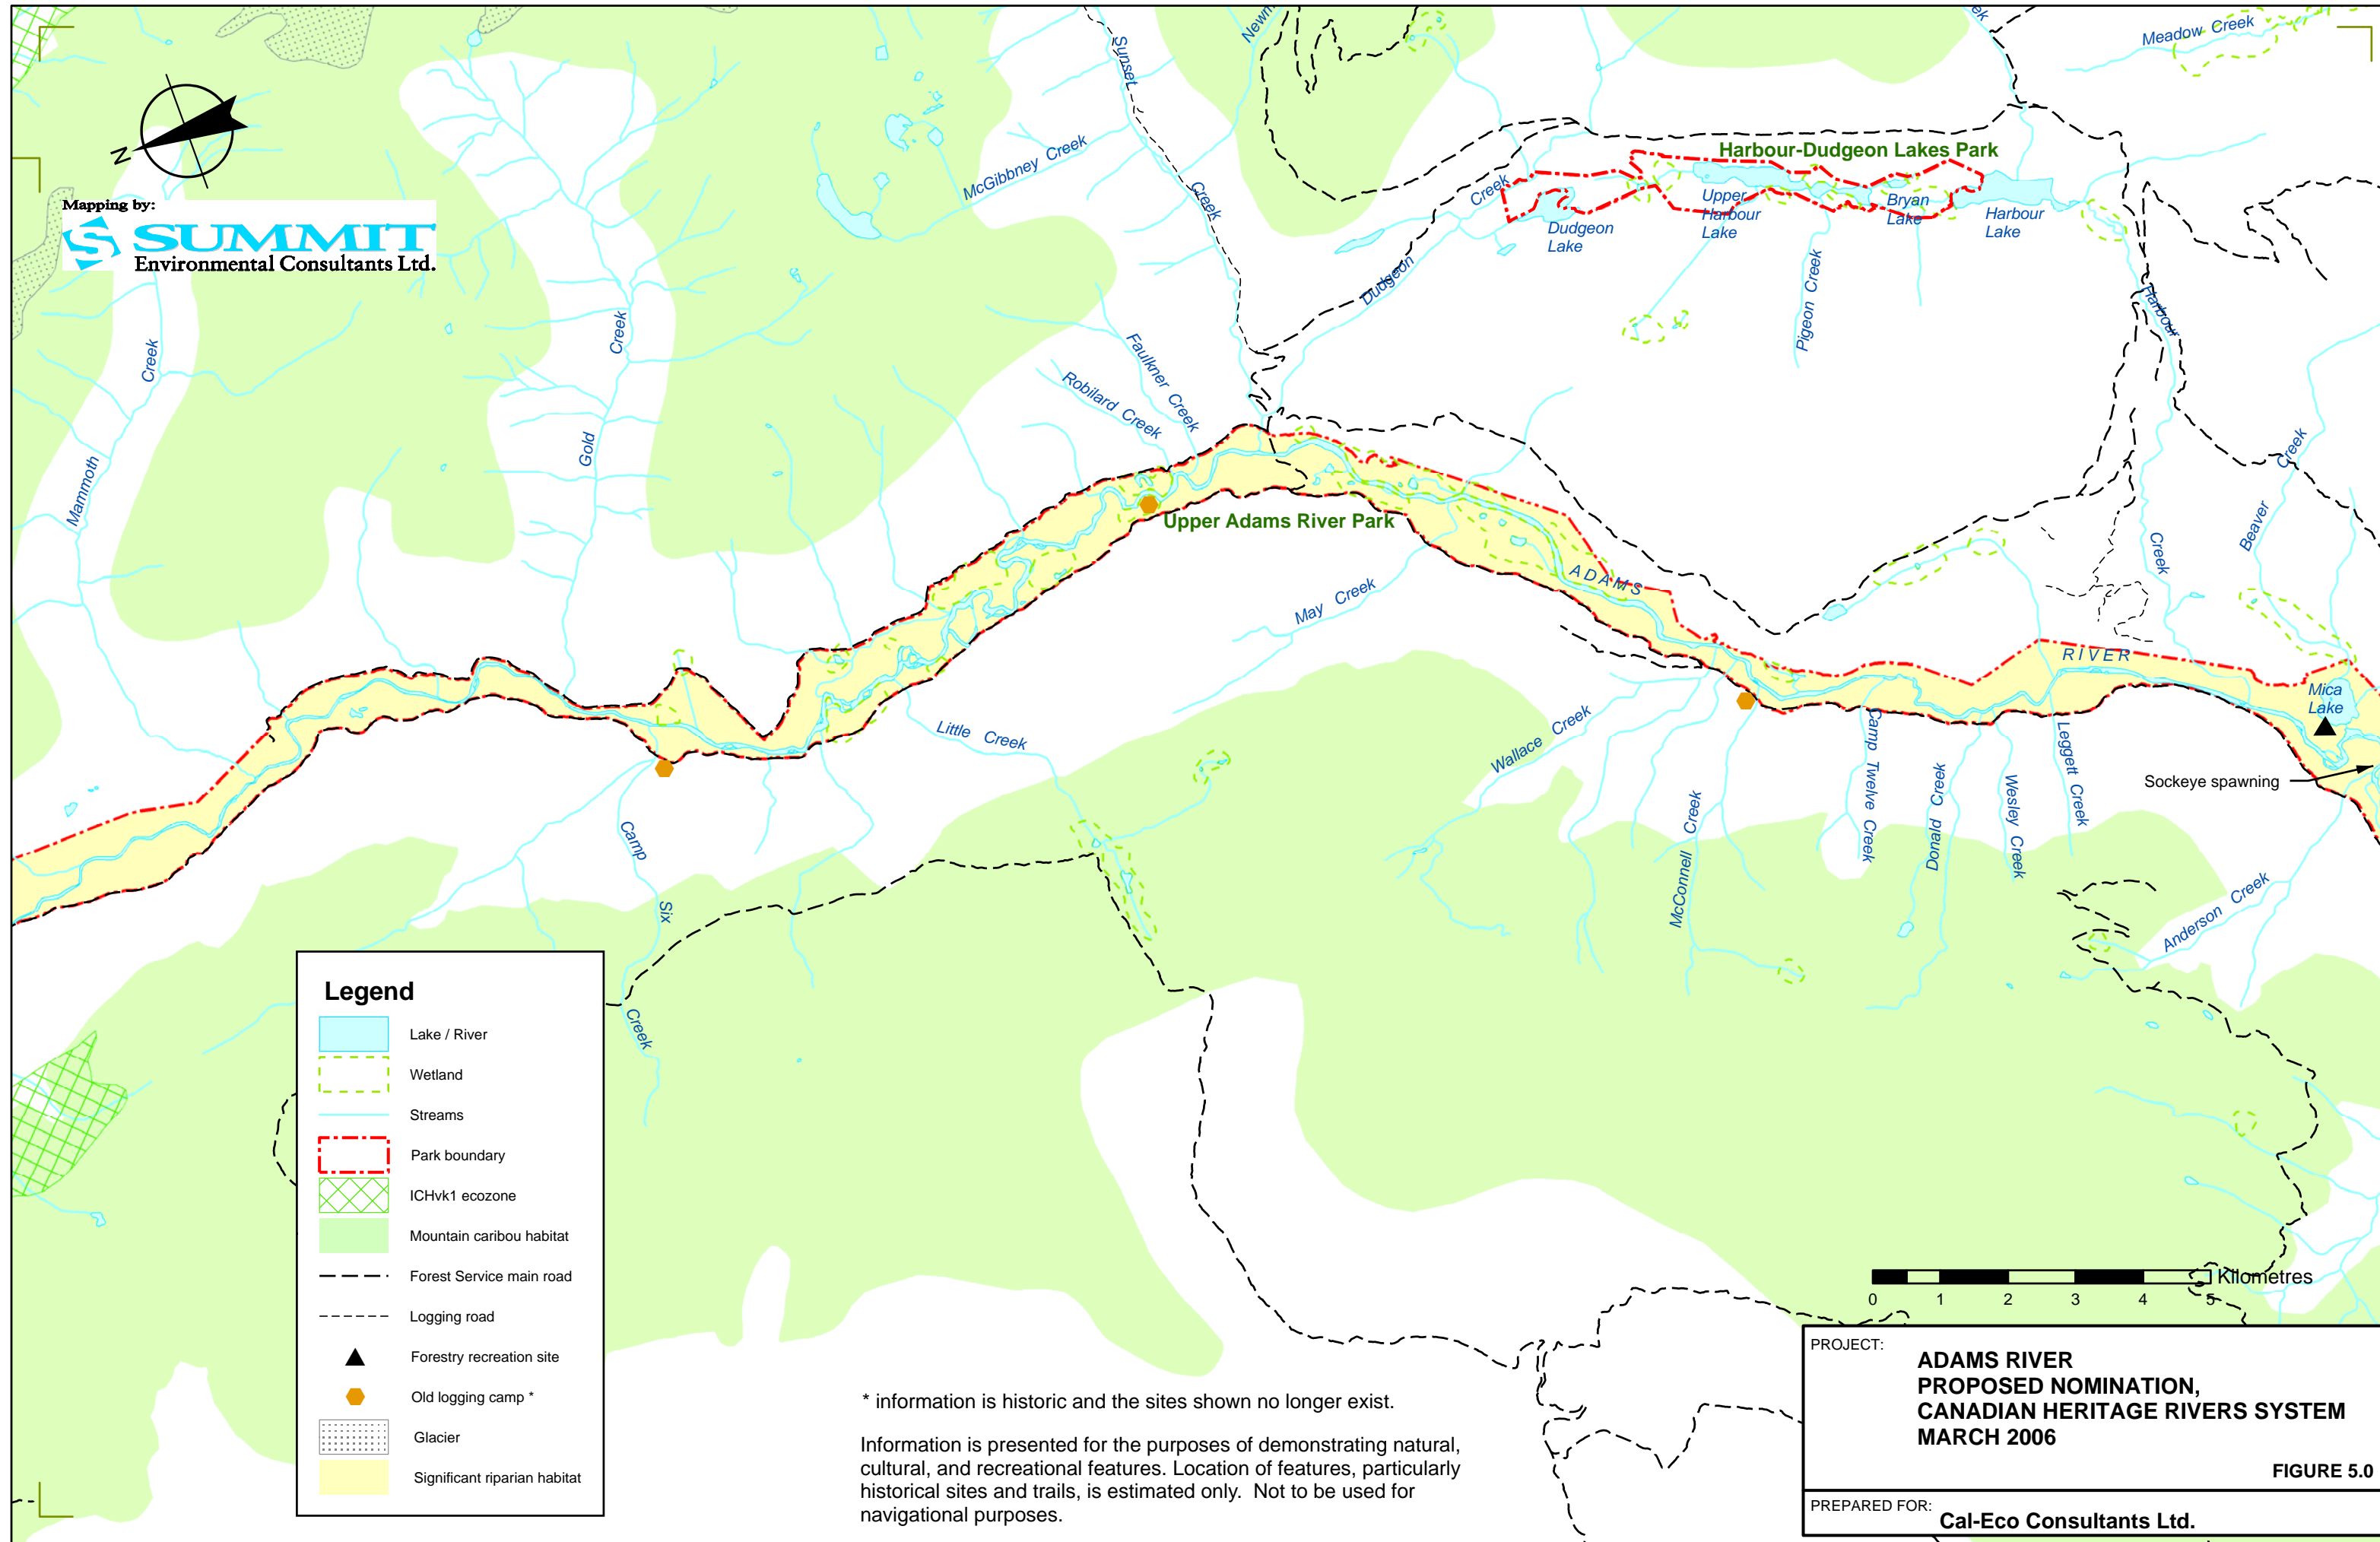 Sunset
Creek
Newm
ek
Meadow Creek
N
Mapping by:
S SUMMIT
Environmental Consultants Ltd.
McGibbney Creek
Harbour-Dudgeon Lakes Park
Creek
Dudgeon
Dudgeon
Lake
Upper
Harbour
Lake
Bryan
Lake
Harbour
Lake
Pigeon Creek
Harbour
Creek
Mammoth
Creek
Gold
Creek
Faulkner Creek
Robilard Creek
Upper Adams River Park
May Creek
ADAMS
RIVER
Creek
Beaver
Creek
Mica
Lake
Sockeye spawning
Little Creek
Wallace Creek
McConnell Creek
Camp Twelve Creek
Donald Creek
Wesley Creek
Leggett Creek
Anderson Creek
Camp
Six
Creek
Legend
Lake / River
Wetland
Streams
Park boundary
ICHvk1 ecozone
Mountain caribou habitat
Forest Service main road
Logging road
Forestry recreation site
Old logging camp *
Glacier
Significant riparian habitat
* information is historic and the sites shown no longer exist.
Information is presented for the purposes of demonstrating natural,
cultural, and recreational features. Location of features, particularly
historical sites and trails, is estimated only. Not to be used for
navigational purposes.
Kilometres
0 1 2 3 4 5
PROJECT:
ADAMS RIVER
PROPOSED NOMINATION,
CANADIAN HERITAGE RIVERS SYSTEM
MARCH 2006
FIGURE 5.0
PREPARED FOR:
Cal-Eco Consultants Ltd.